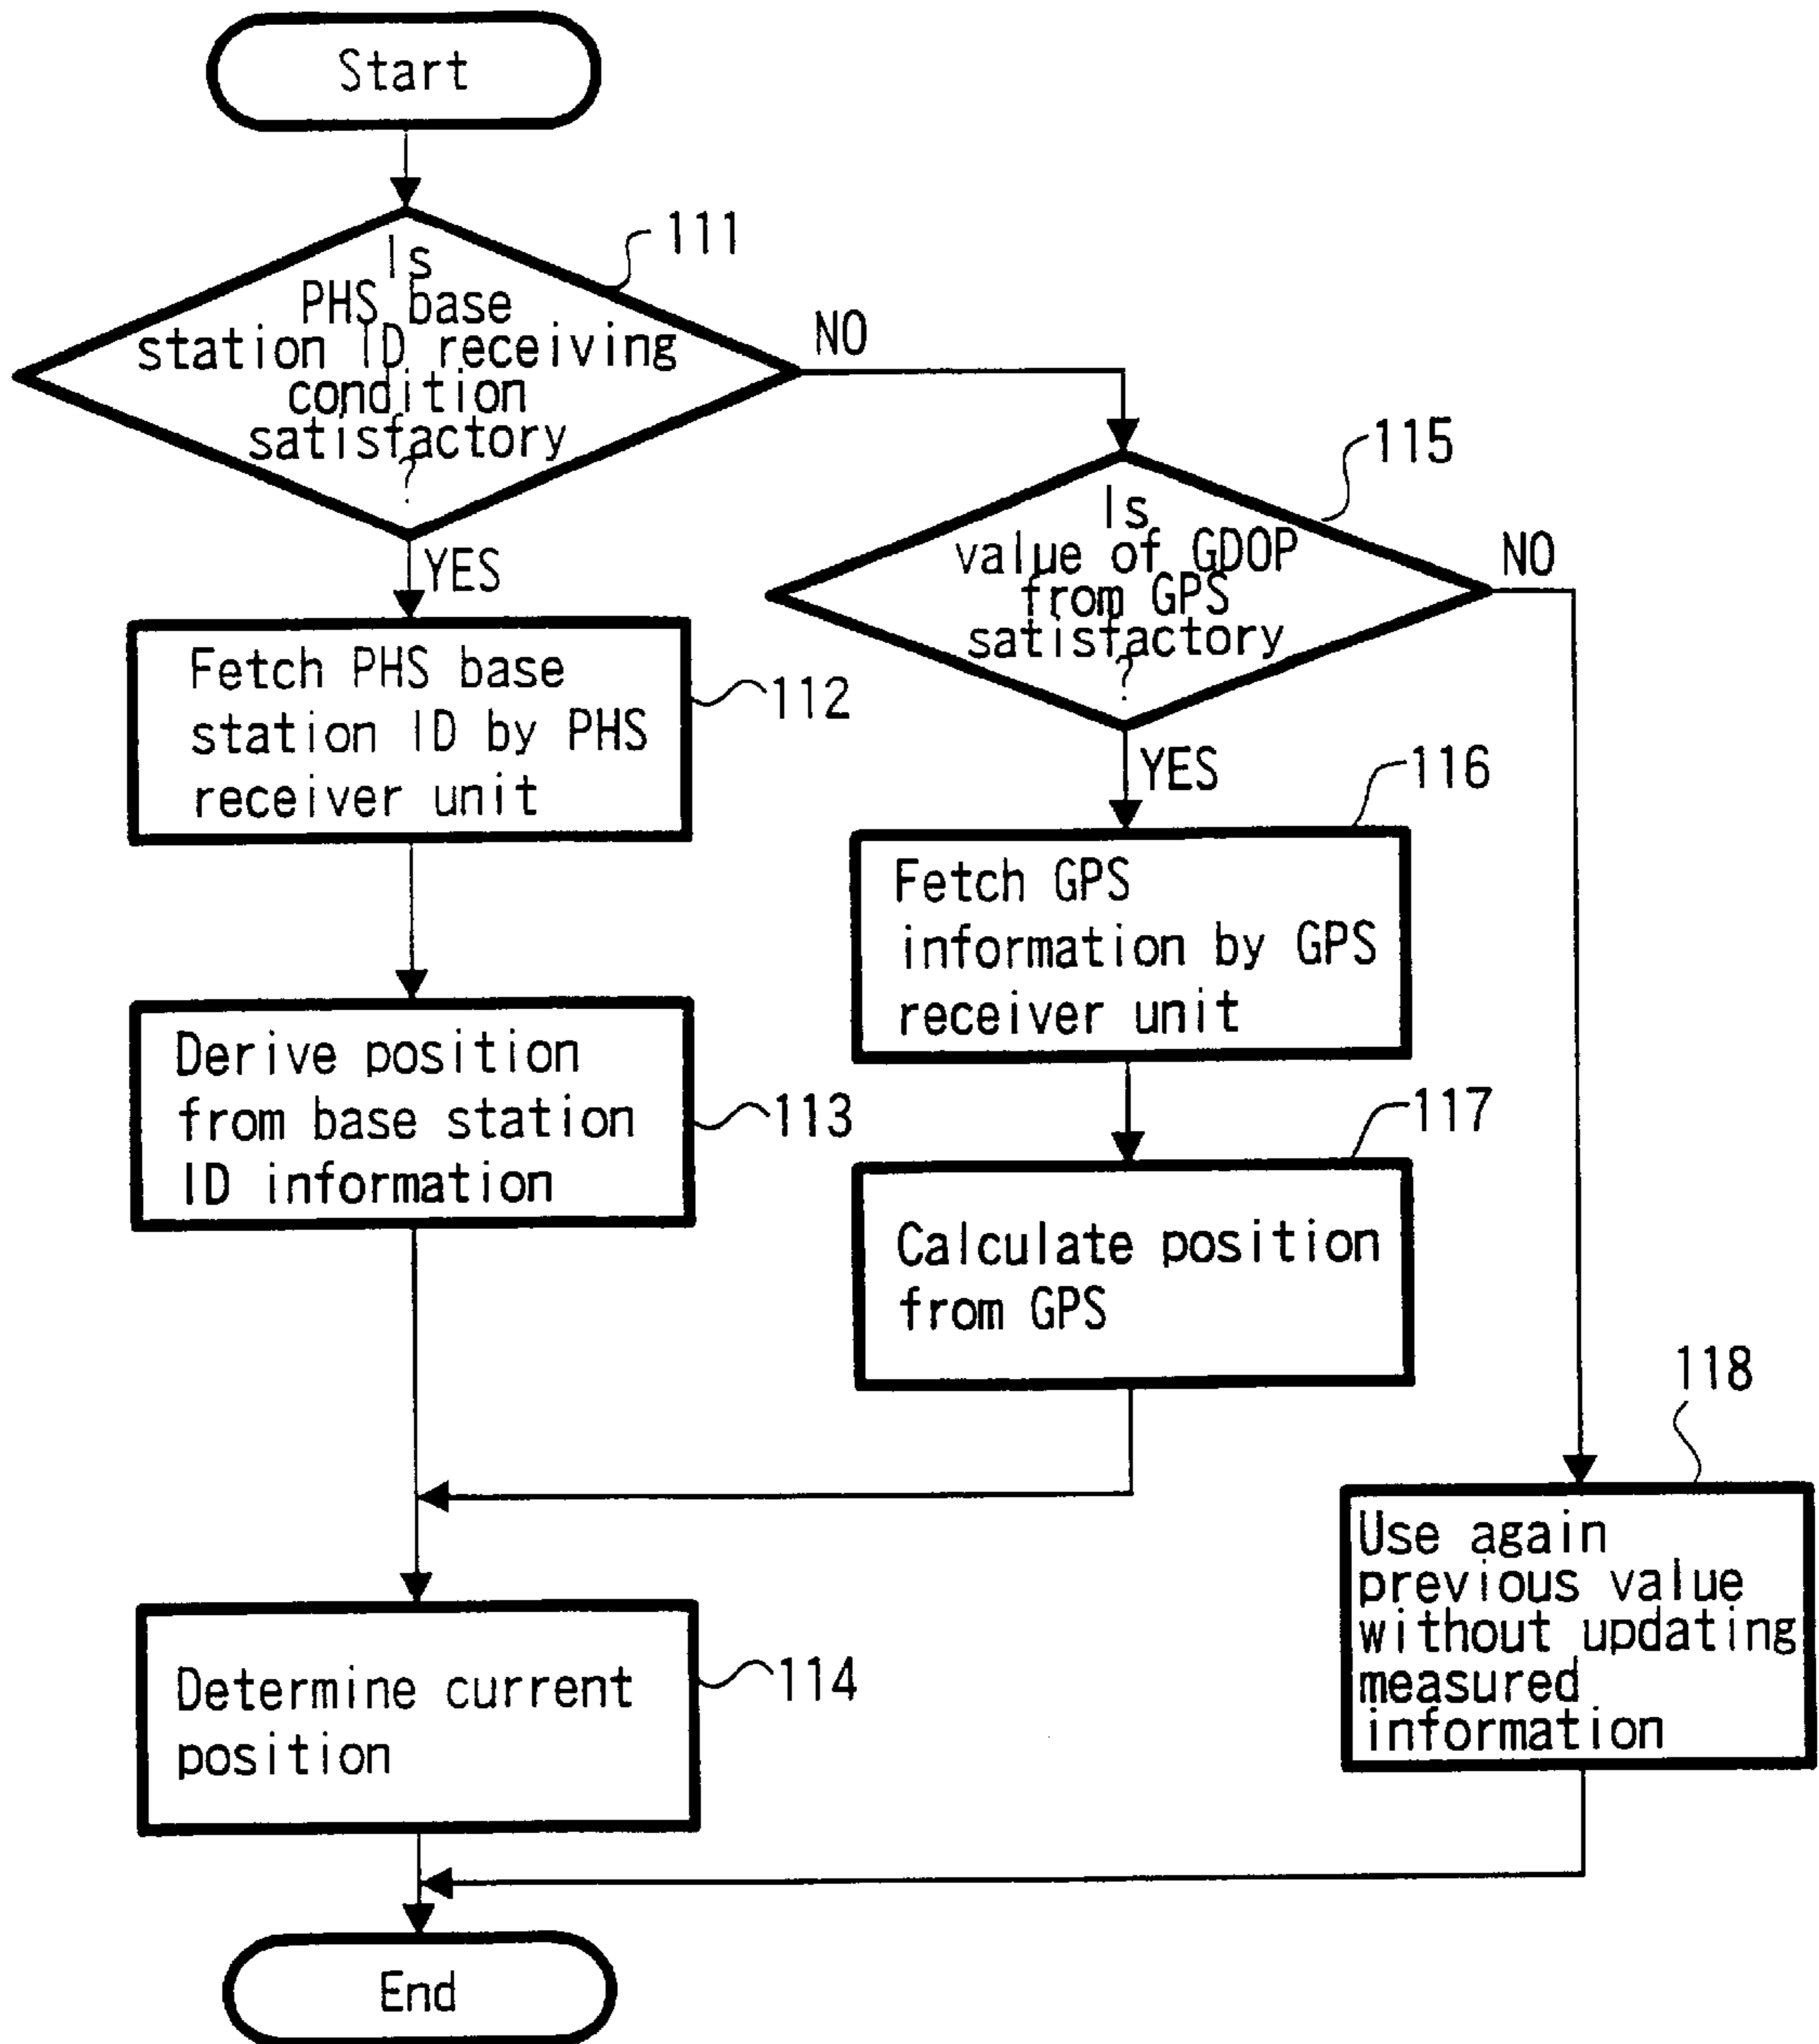 Start
111
Is
PHS base
station ID receiving
condition
satisfactory
?
NO
YES
115
Is
value of GDOP
from GPS
satisfactory
?
NO
YES
Fetch PHS base
station ID by PHS
receiver unit
112
116
Fetch GPS
information by GPS
receiver unit
Derive position
from base station
ID information
113
117
Calculate position
from GPS
118
Use again
previous value
without updating
measured
information
Determine current
position
114
End